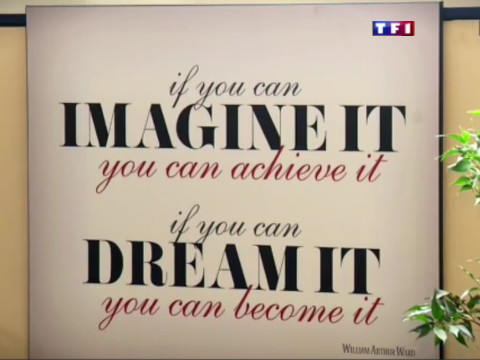 TF1
if you can
IMAGINE IT
you can achieve it
if you can
DREAM IT
you can become it
WILLIAM ARTHUR WARD